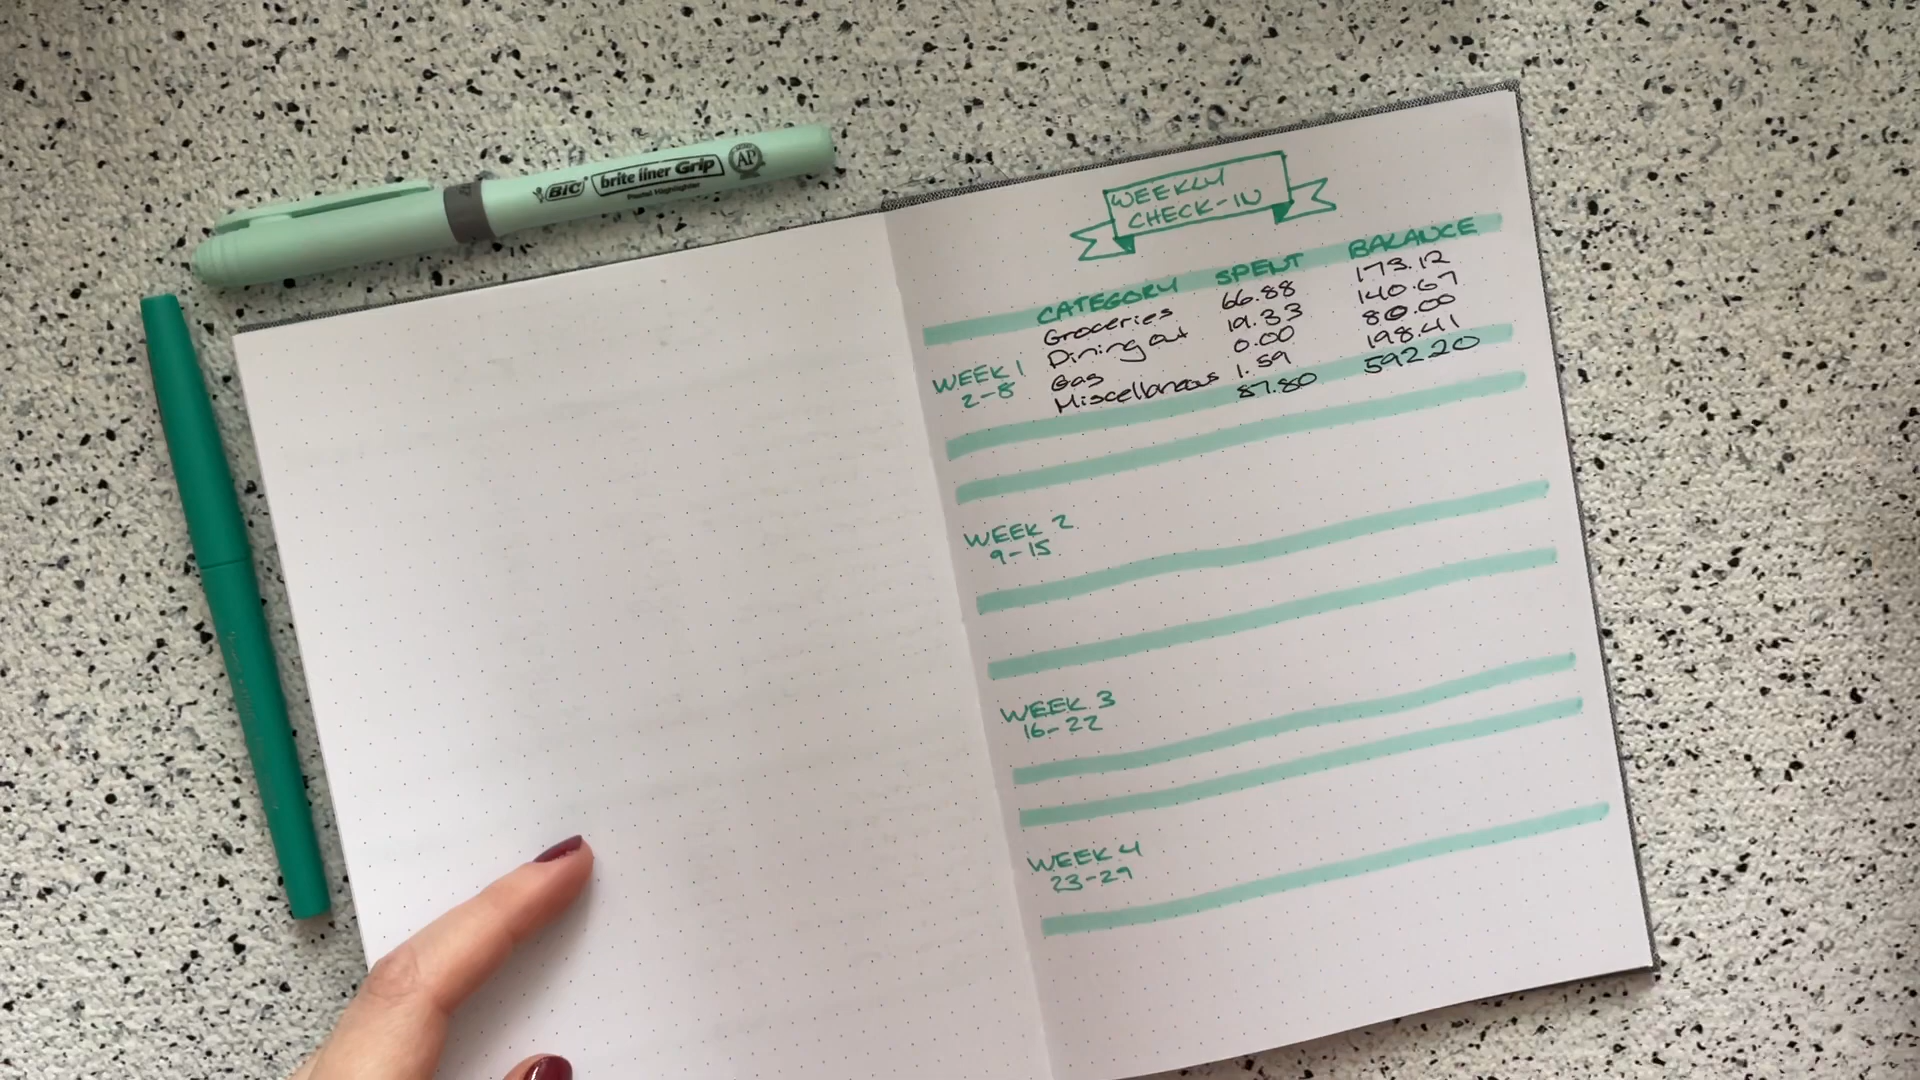 BIC brite liner Grip
Pastel Highlighter
AP
WEEKLY
CHECK-IN
CATEGORY SPENT BALANCE
Groceries 66.88 173.12
Dining out 19.33 140.67
WEEK 1 Gas 0.00 80.00
2-8 Miscellaneous 1.59 198.41
87.80 592.20
WEEK 2
9-15
WEEK 3
16-22
WEEK 4
23-29